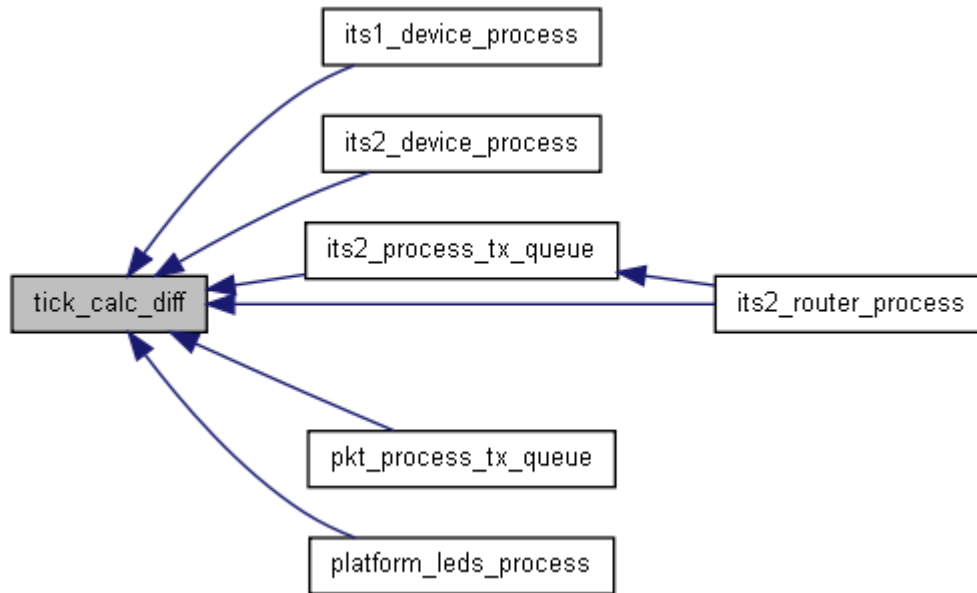 its1_device_process
its2_device_process
its2_process_tx_queue
tick_calc_diff
its2_router_process
pkt_process_tx_queue
platform_leds_process